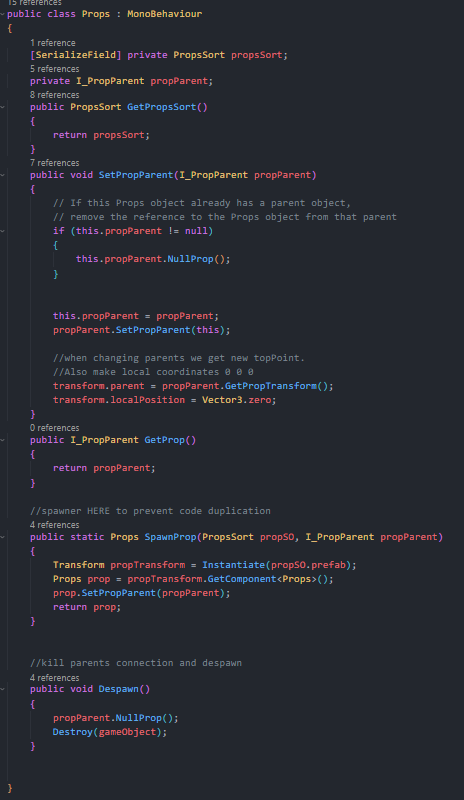 15 references
public class Props : MonoBehaviour
{
1 reference
[SerializeField] private PropsSort propsSort;
5 references
private I_PropParent propParent;
8 references
public PropsSort GetPropsSort()
{
return propsSort;
}
7 references
public void SetPropParent(I_PropParent propParent)
{
// If this Props object already has a parent object,
// remove the reference to the Props object from that parent
if (this.propParent != null)
{
this.propParent.NullProp();
}
this.propParent = propParent;
propParent.SetPropParent(this);
//when changing parents we get new topPoint.
//Also make local coordinates 0 0 0
transform.parent = propParent.GetPropTransform();
transform.localPosition = Vector3.zero;
}
0 references
public I_PropParent GetProp()
{
return propParent;
}
//spawner HERE to prevent code duplication
4 references
public static Props SpawnProp(PropsSort propSO, I_PropParent propParent)
{
Transform propTransform = Instantiate(propSO.prefab);
Props prop = propTransform.GetComponent<Props>();
prop.SetPropParent(propParent);
return prop;
}
//kill parents connection and despawn
4 references
public void Despawn()
{
propParent.NullProp();
Destroy(gameObject);
}
}